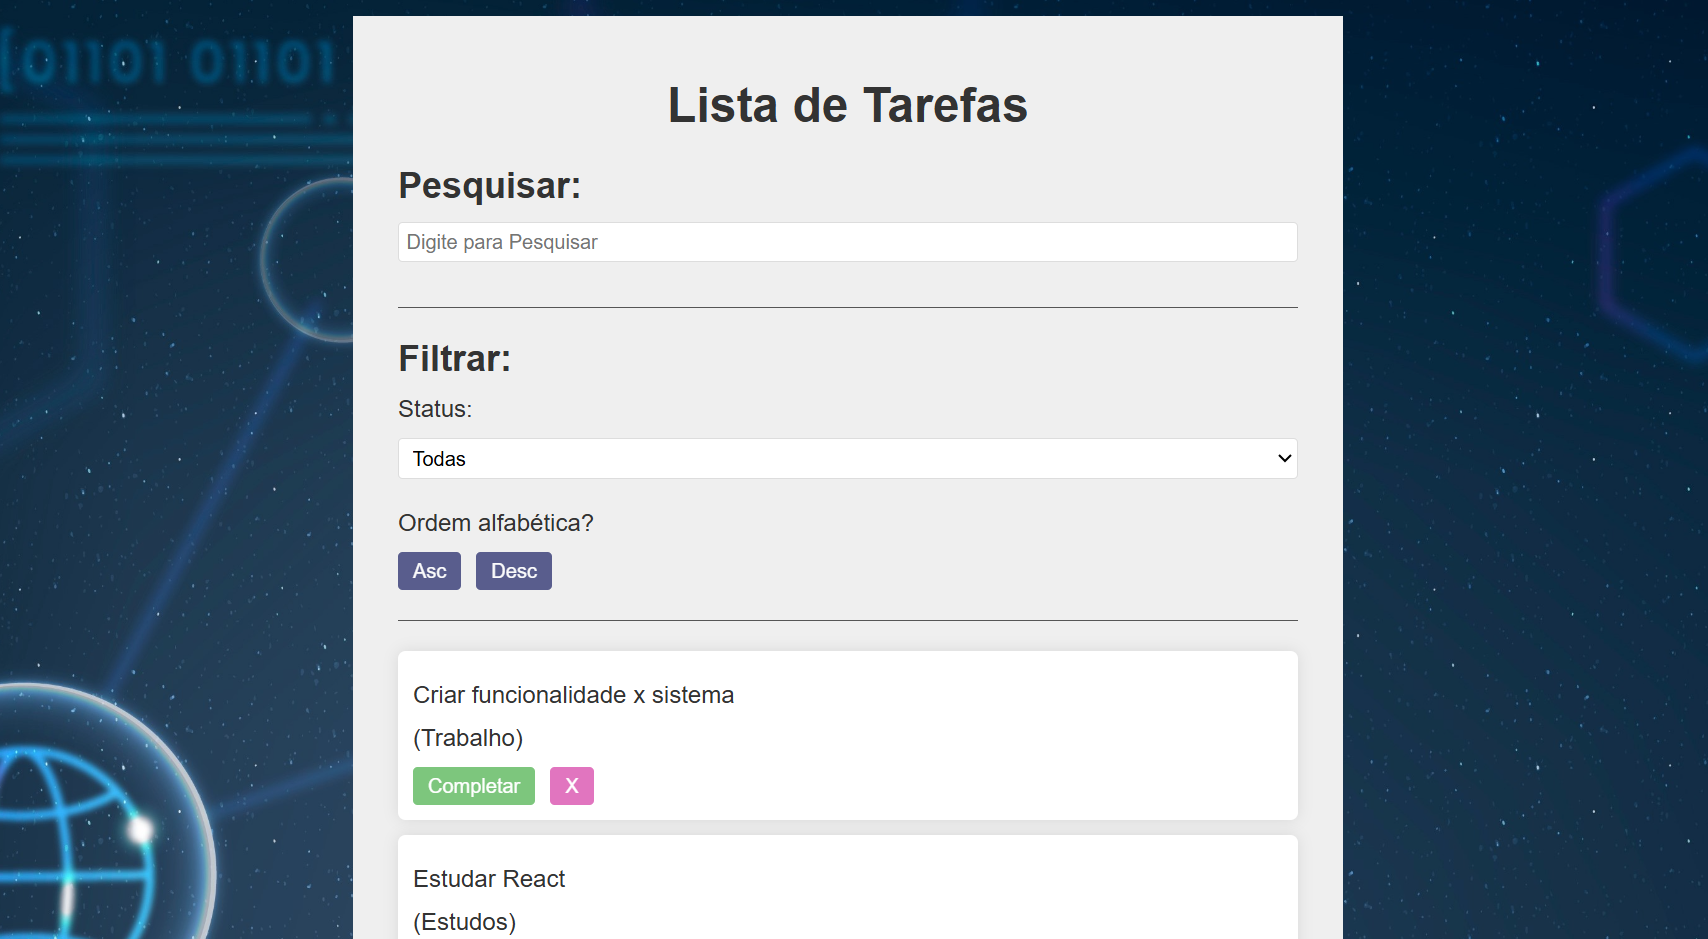 [01101 01101
Lista de Tarefas
Pesquisar:
Digite para Pesquisar
Filtrar:
Status:
Todas
Ordem alfabética?
Asc Desc
Criar funcionalidade x sistema
(Trabalho)
Completar X
Estudar React
(Estudos)